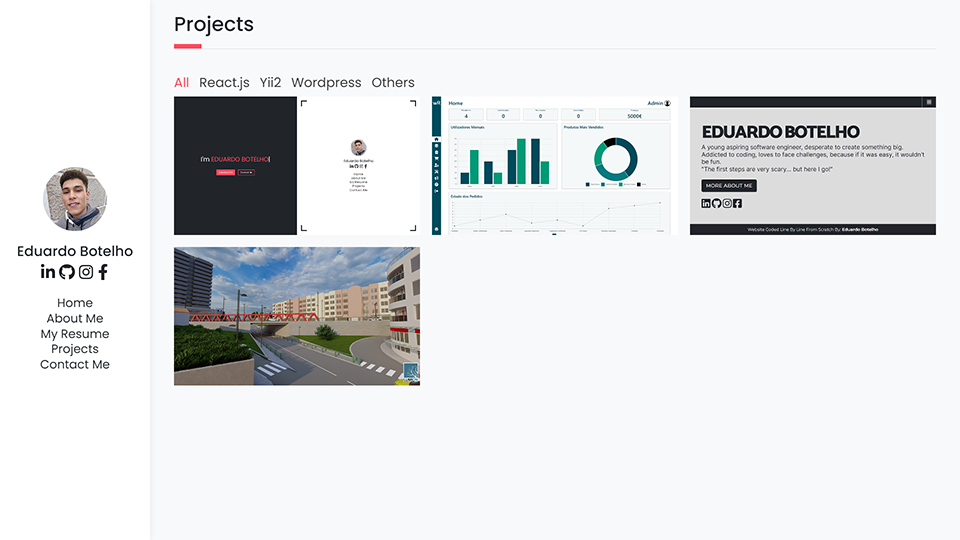 Projects
All React.js Yii2 Wordpress Others
Eduardo Botelho
Home
About Me
My Resume
Projects
Contact Me
I'm EDUARDO BOTELHO|
Home
About Me
My Resume
Projects
Contact Me
wR
Home
Admin
4 0 0 0 5000€
Utilizadores Mensais
Produtos Mais Vendidos
Estado dos Pedidos
EDUARDO BOTELHO
A young aspiring software engineer, desperate to create something big.
Addicted to coding, loves to face challenges, because if it was easy, it wouldn't
be fun.
"The first steps are very scary... but here I go!"
MORE ABOUT ME
Website Coded Line By Line From Scratch By: Eduardo Botelho